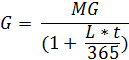 G = MG / (1 + L * t / 365)